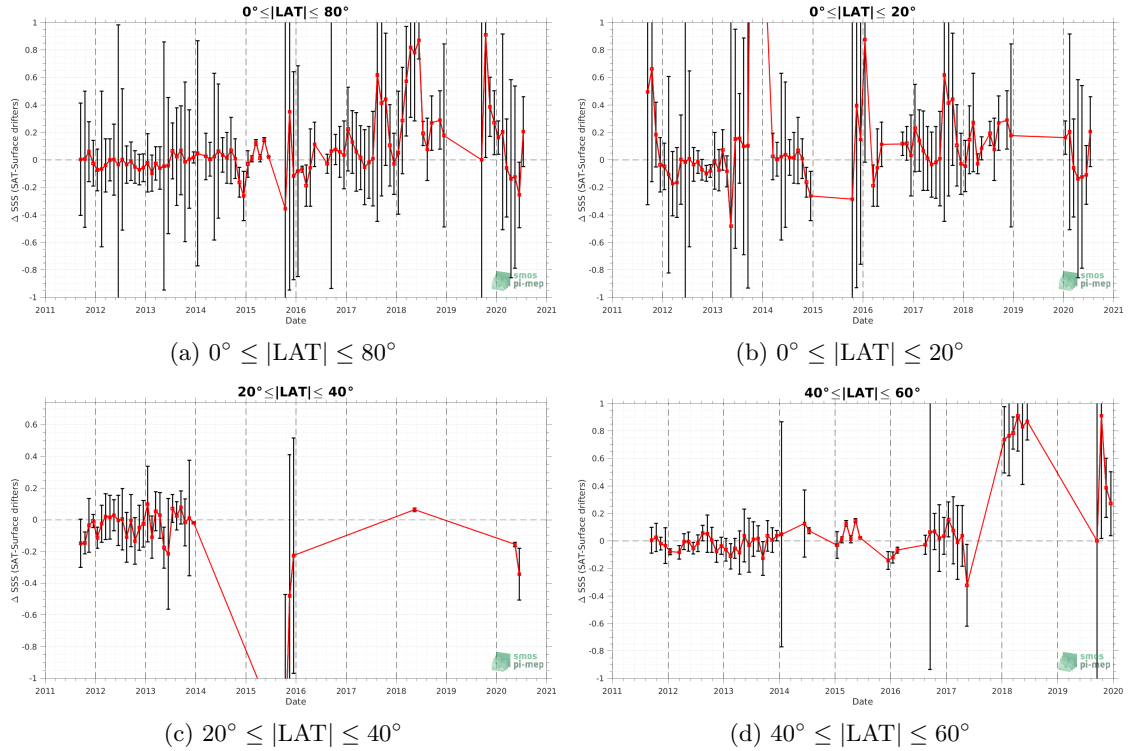 0°≤|LAT|≤ 80°
Δ SSS (SAT-Surface drifters)
1
0.8
0.6
0.4
0.2
0
-0.2
-0.4
-0.6
-0.8
-1
2011 2012 2013 2014 2015 2016 2017 2018 2019 2020 2021
Date
smos
pi-mep
(a) 0° ≤ |LAT| ≤ 80°
0°≤|LAT|≤ 20°
Δ SSS (SAT-Surface drifters)
1
0.8
0.6
0.4
0.2
0
-0.2
-0.4
-0.6
-0.8
-1
2011 2012 2013 2014 2015 2016 2017 2018 2019 2020 2021
Date
smos
pi-mep
(b) 0° ≤ |LAT| ≤ 20°
20°≤|LAT|≤ 40°
Δ SSS (SAT-Surface drifters)
0.6
0.4
0.2
0
-0.2
-0.4
-0.6
-0.8
-1
2011 2012 2013 2014 2015 2016 2017 2018 2019 2020 2021
Date
smos
pi-mep
(c) 20° ≤ |LAT| ≤ 40°
40°≤|LAT|≤ 60°
Δ SSS (SAT-Surface drifters)
1
0.8
0.6
0.4
0.2
0
-0.2
-0.4
-0.6
-0.8
-1
2011 2012 2013 2014 2015 2016 2017 2018 2019 2020
Date
smos
pi-mep
(d) 40° ≤ |LAT| ≤ 60°